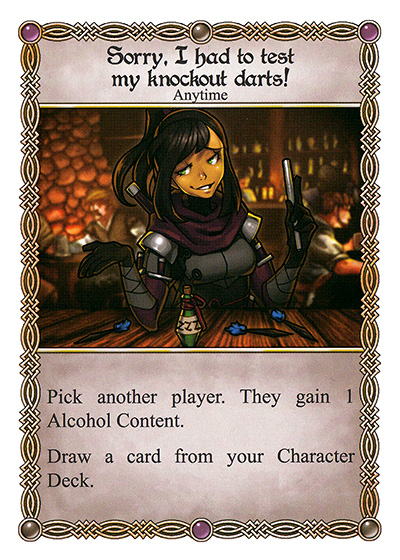 Sorry, I had to test
my knockout darts!
Anytime
Pick another player. They gain 1
Alcohol Content.
Draw a card from your Character
Deck.